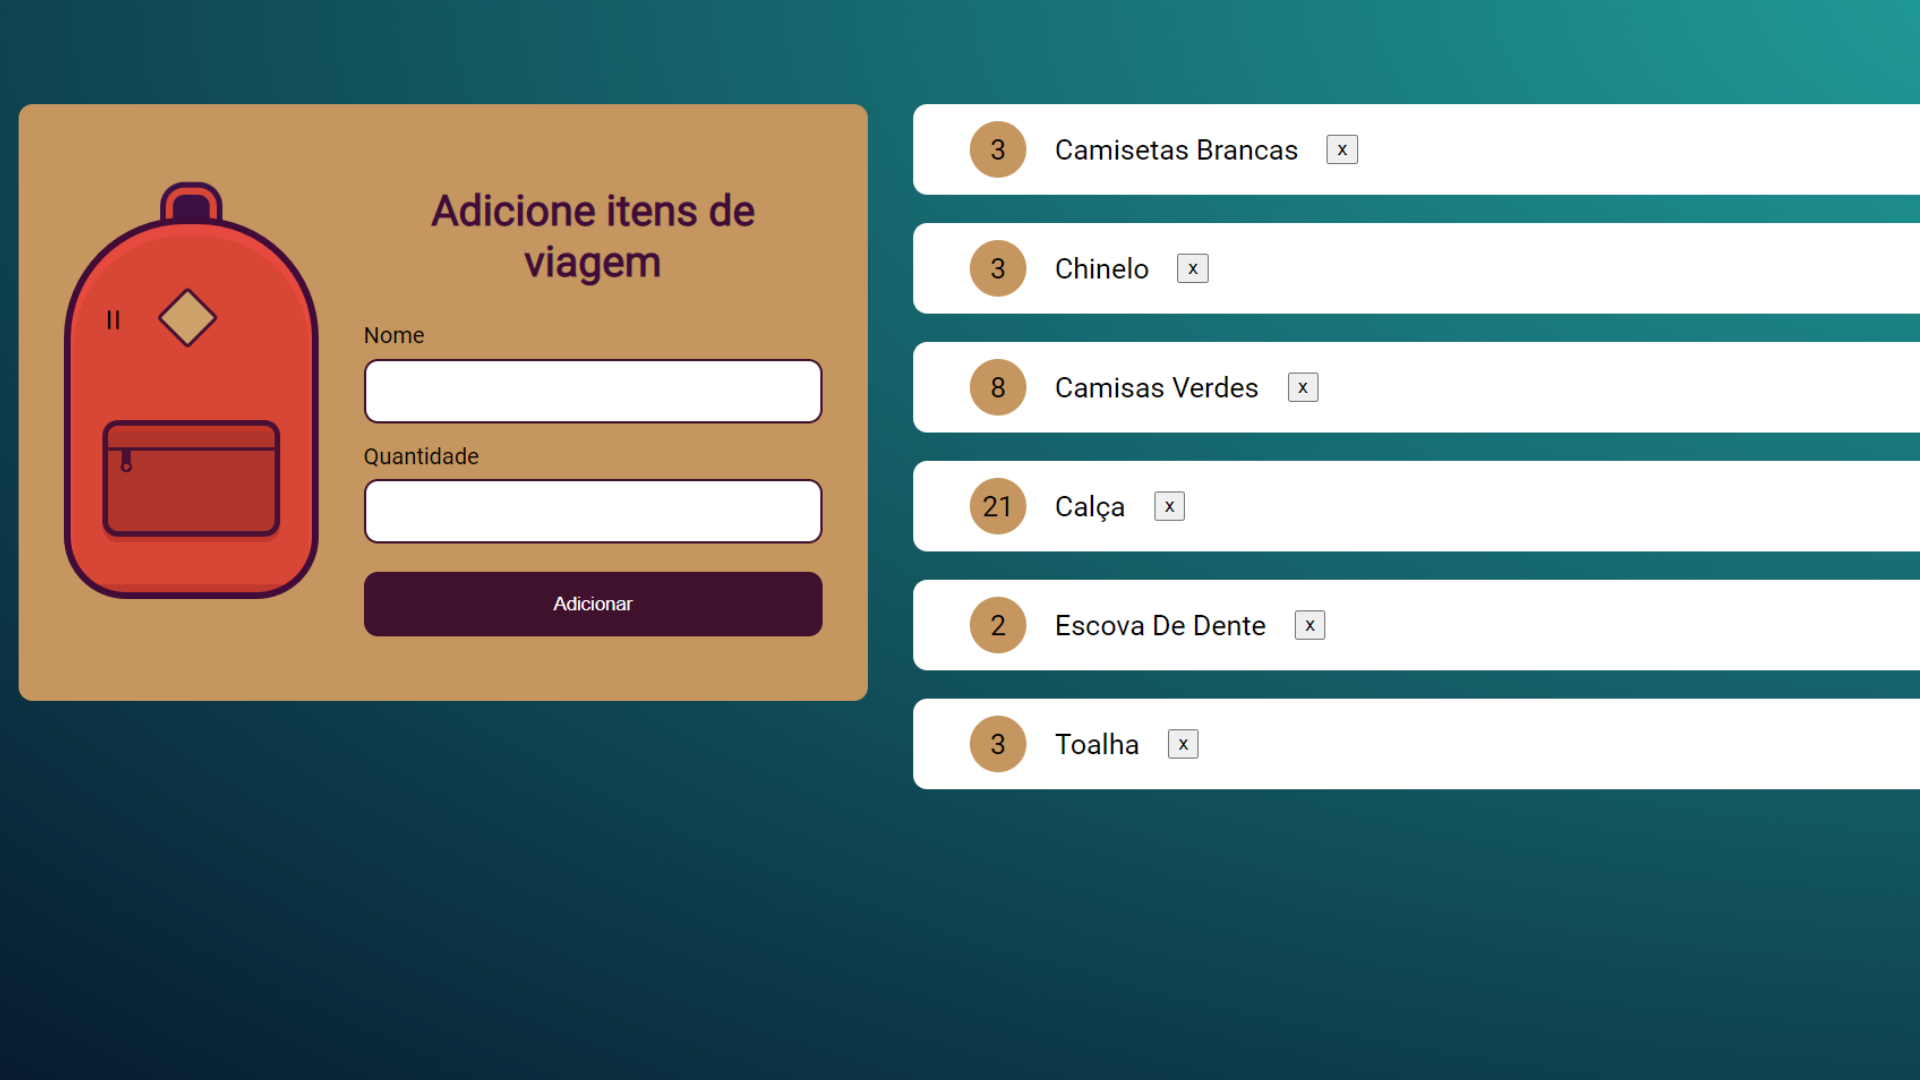 Adicione itens de
viagem
Nome
Quantidade
Adicionar
3 Camisetas Brancas x
3 Chinelo x
8 Camisas Verdes x
21 Calça x
2 Escova De Dente x
3 Toalha x